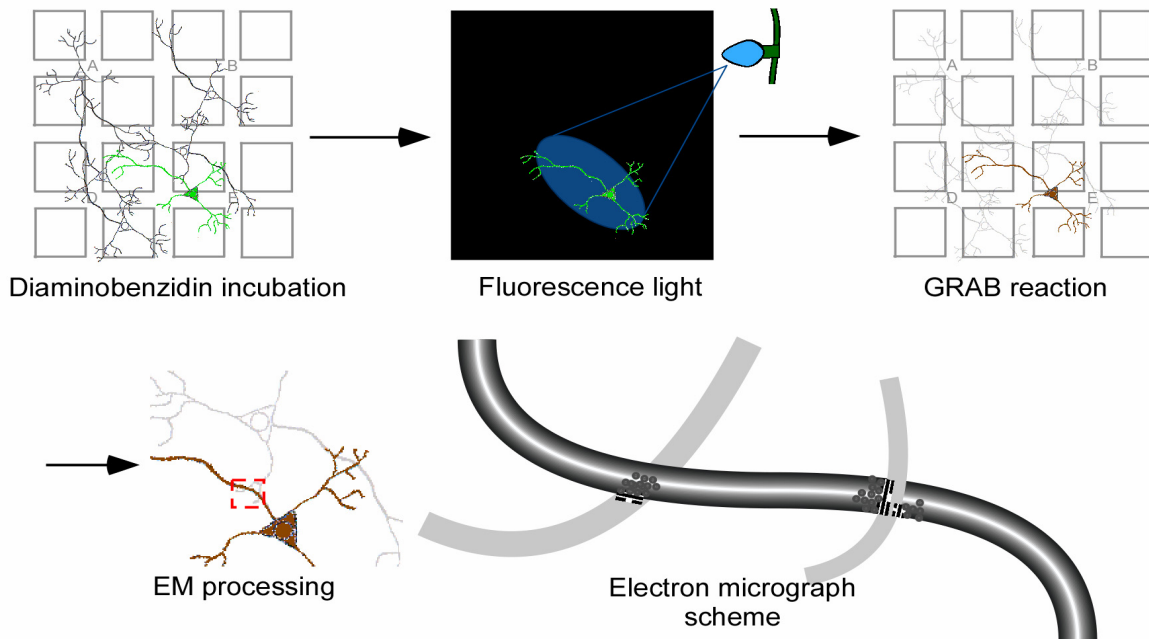 A
B
D
E
A
B
D
E
Diaminobenzidin incubation
Fluorescence light
GRAB reaction
EM processing
Electron micrograph
scheme